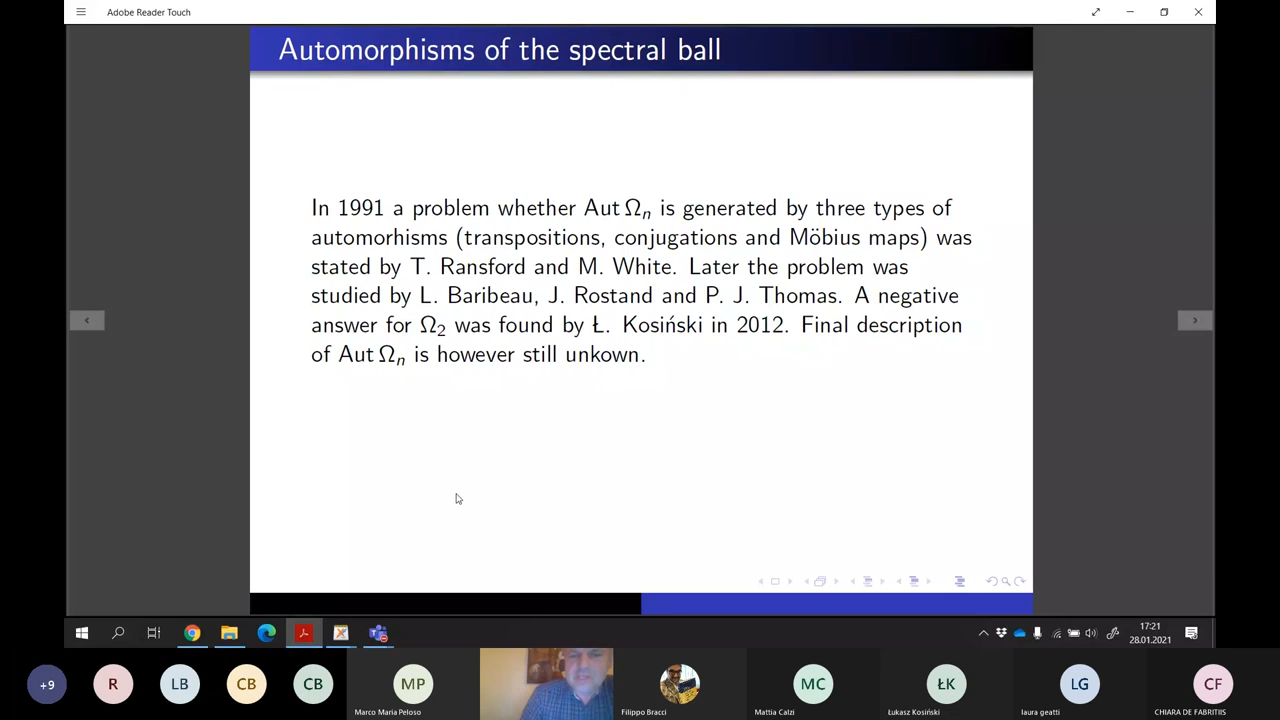 Adobe Reader Touch
Automorphisms of the spectral ball
In 1991 a problem whether Aut Ωn is generated by three types of
automorhisms (transpositions, conjugations and Möbius maps) was
stated by T. Ransford and M. White. Later the problem was
studied by L. Baribeau, J. Rostand and P. J. Thomas. A negative
answer for Ω2 was found by Ł. Kosiński in 2012. Final description
of Aut Ωn is however still unkown.
17:21
28.01.2021
+9
R
LB
CB
CB
MP
MC
ŁK
LG
CF
Marco Maria Peloso
Filippo Bracci
Mattia Calzi
Łukasz Kosiński
laura geatti
CHIARA DE FABRITIIS